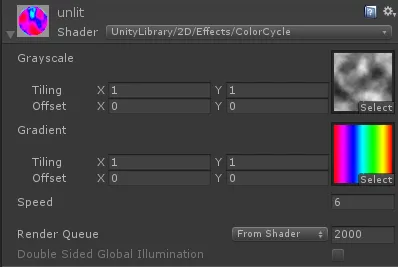 unlit
Shader UnityLibrary/2D/Effects/ColorCycle
Grayscale
Tiling X 1 Y 1
Offset X 0 Y 0
Select
Gradient
Tiling X 1 Y 1
Offset X 0 Y 0
Select
Speed 6
Render Queue From Shader 2000
Double Sided Global Illumination